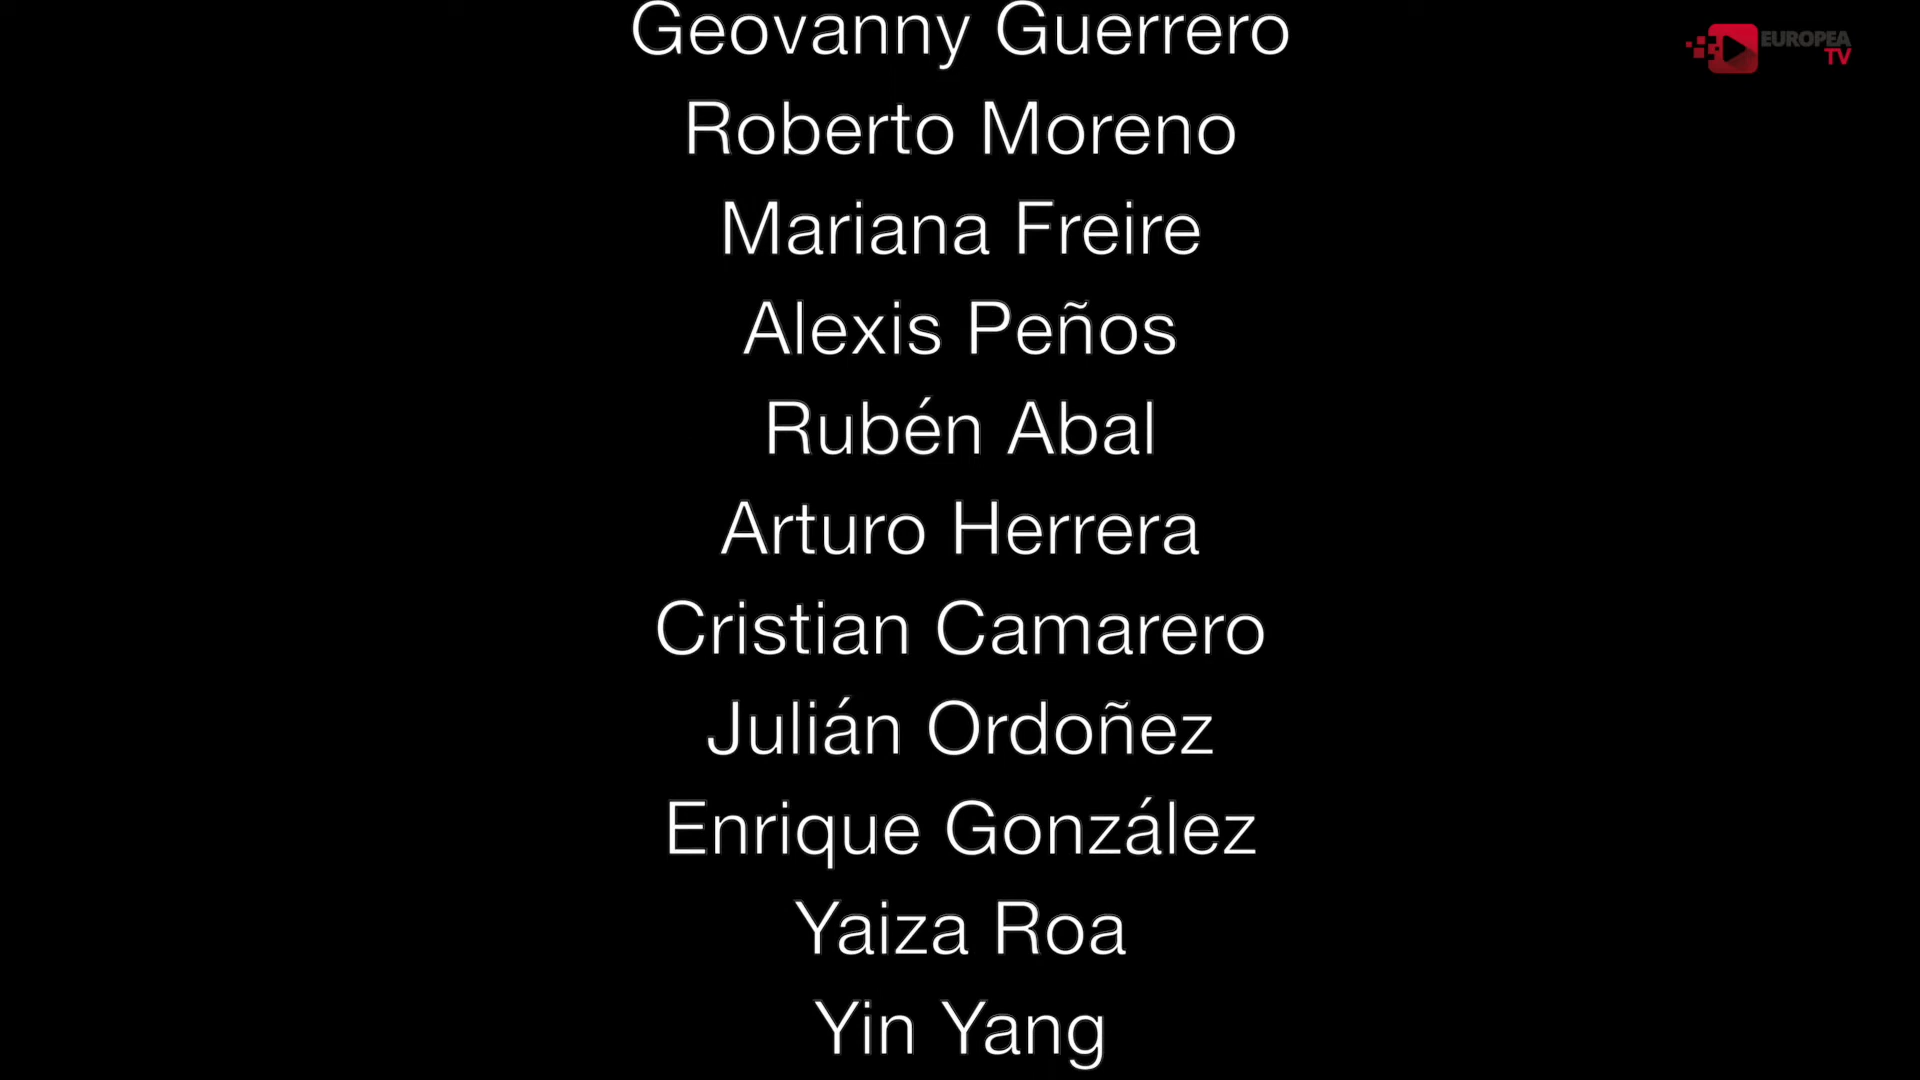 Geovanny Guerrero
EUROPEA
TV
Roberto Moreno
Mariana Freire
Alexis Peños
Rubén Abal
Arturo Herrera
Cristian Camarero
Julián Ordoñez
Enrique González
Yaiza Roa
Yin Yang